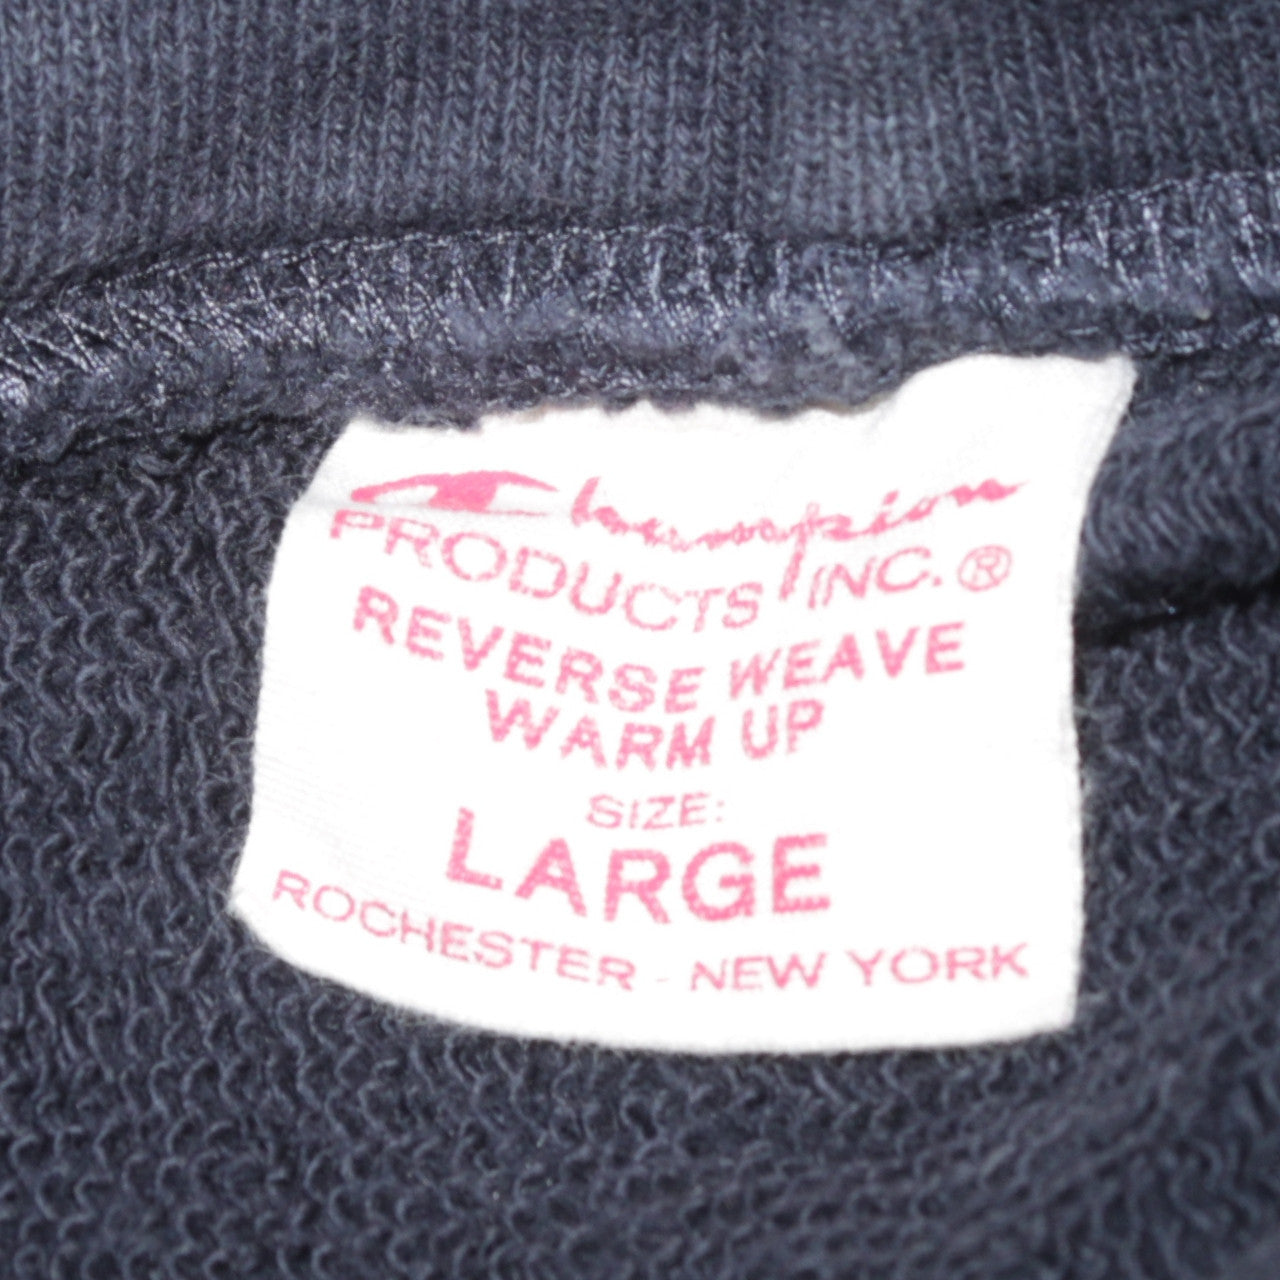 Champion
PRODUCTS INC.®
REVERSE WEAVE
WARM UP
SIZE:
LARGE
ROCHESTER - NEW YORK